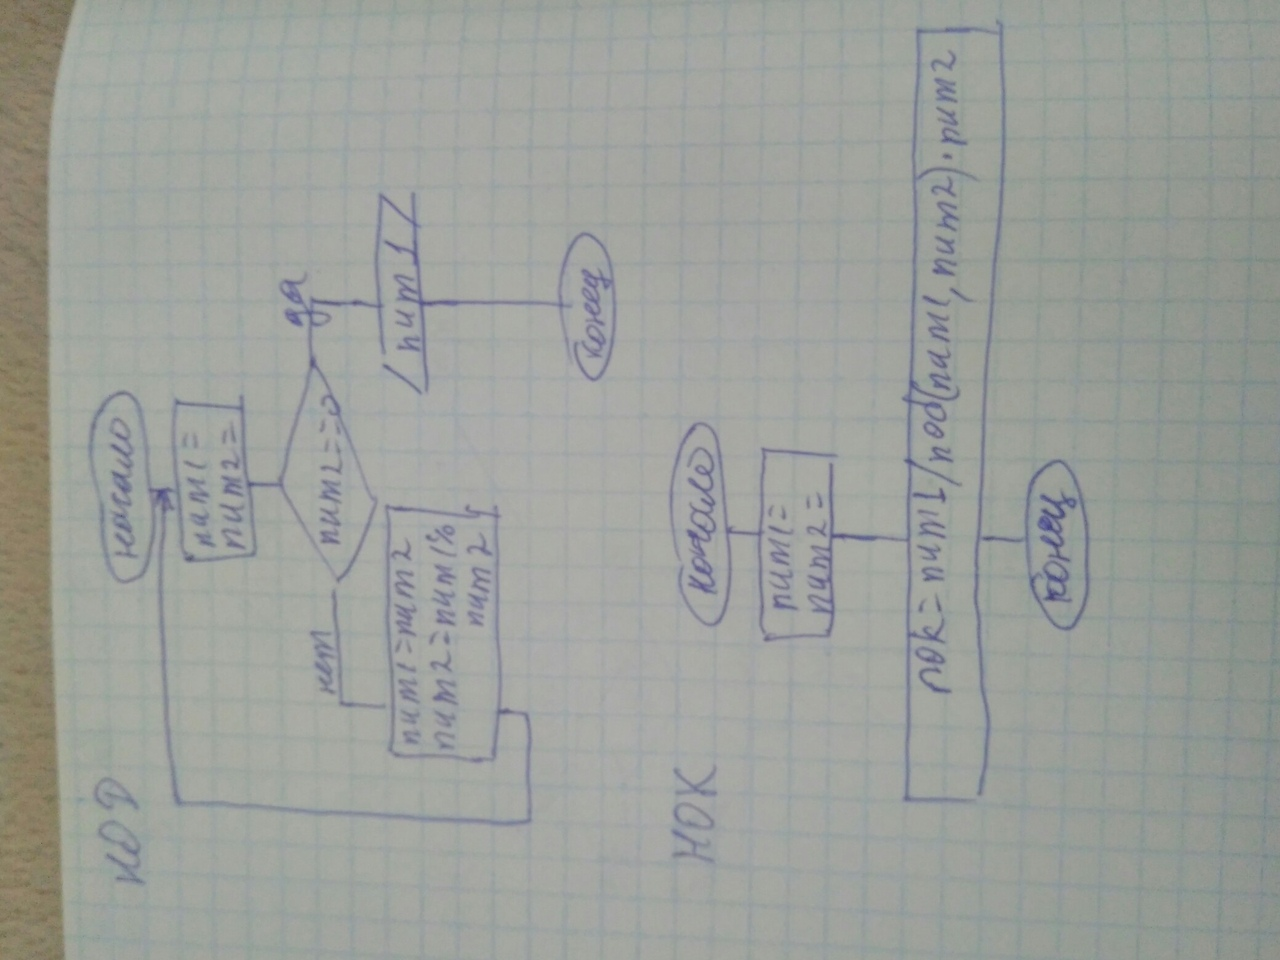 НОД
начало
num1=
num2=
num2==0
да
нет
num1
num1=num2
num2=num1%
num2
конец
НОК
начало
num1=
num2=
nok=num1/nod(num1,num2)·num2
конец